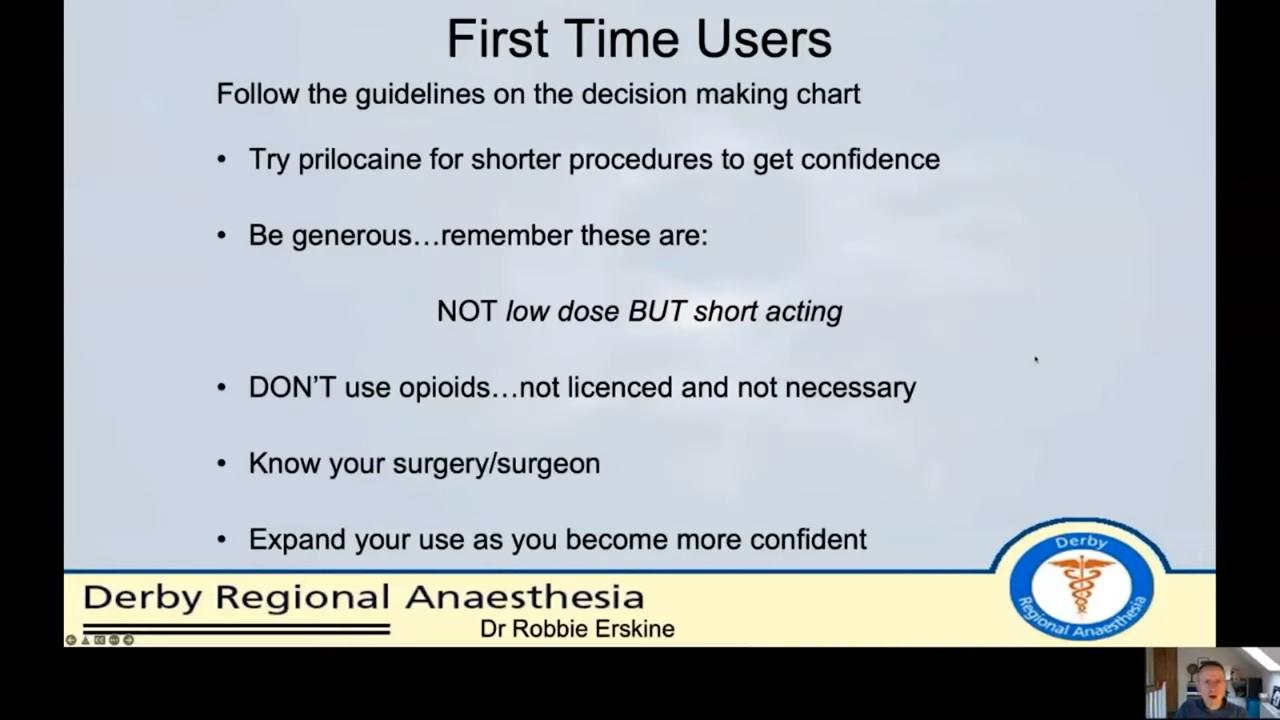 First Time Users
Follow the guidelines on the decision making chart
• Try prilocaine for shorter procedures to get confidence
• Be generous…remember these are:
NOT low dose BUT short acting
• DON’T use opioids…not licenced and not necessary
• Know your surgery/surgeon
• Expand your use as you become more confident
Derby Regional Anaesthesia
Dr Robbie Erskine
Derby
Regional Anaesthesia